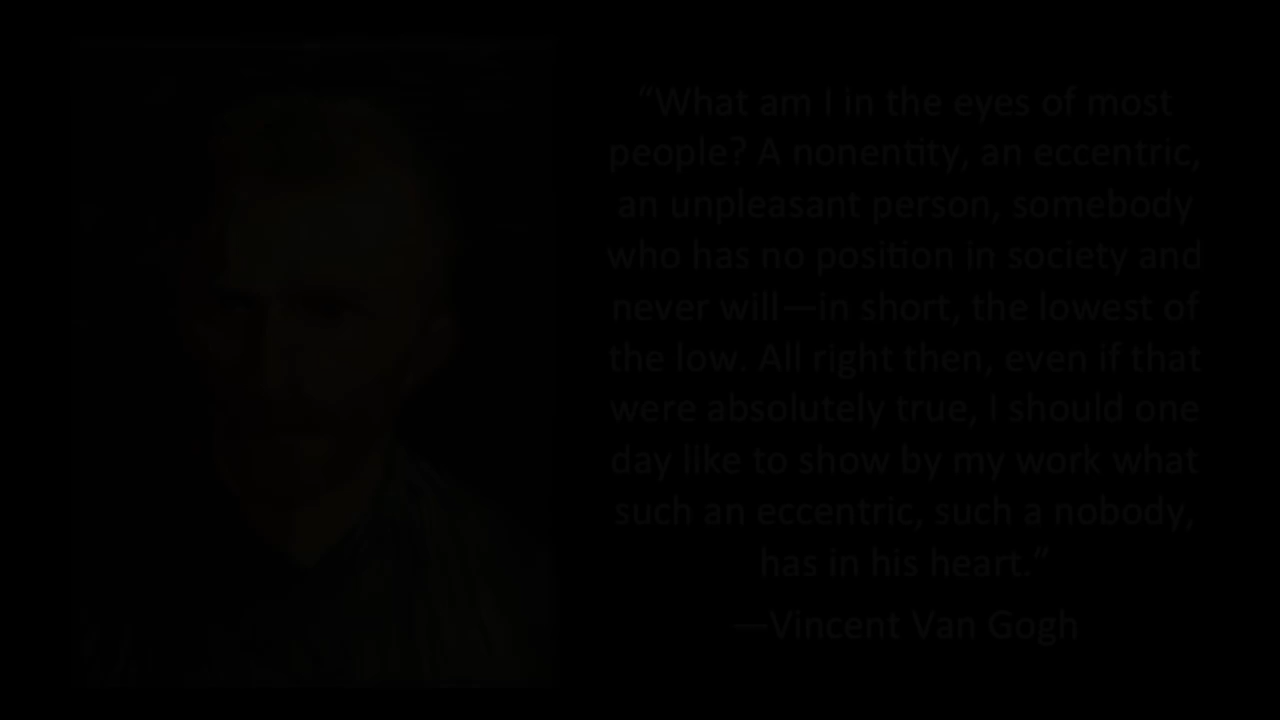 “What am I in the eyes of most
people? A nonentity, an eccentric,
an unpleasant person, somebody
who has no position in society and
never will—in short, the lowest of
the low. All right then, even if that
were absolutely true, I should one
day like to show by my work what
such an eccentric, such a nobody,
has in his heart.”
—Vincent Van Gogh